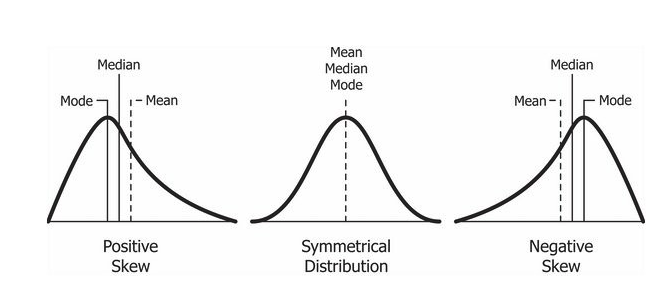 Median
Mode
Mean
Positive
Skew
Mean
Median
Mode
Symmetrical
Distribution
Median
Mean
Mode
Negative
Skew